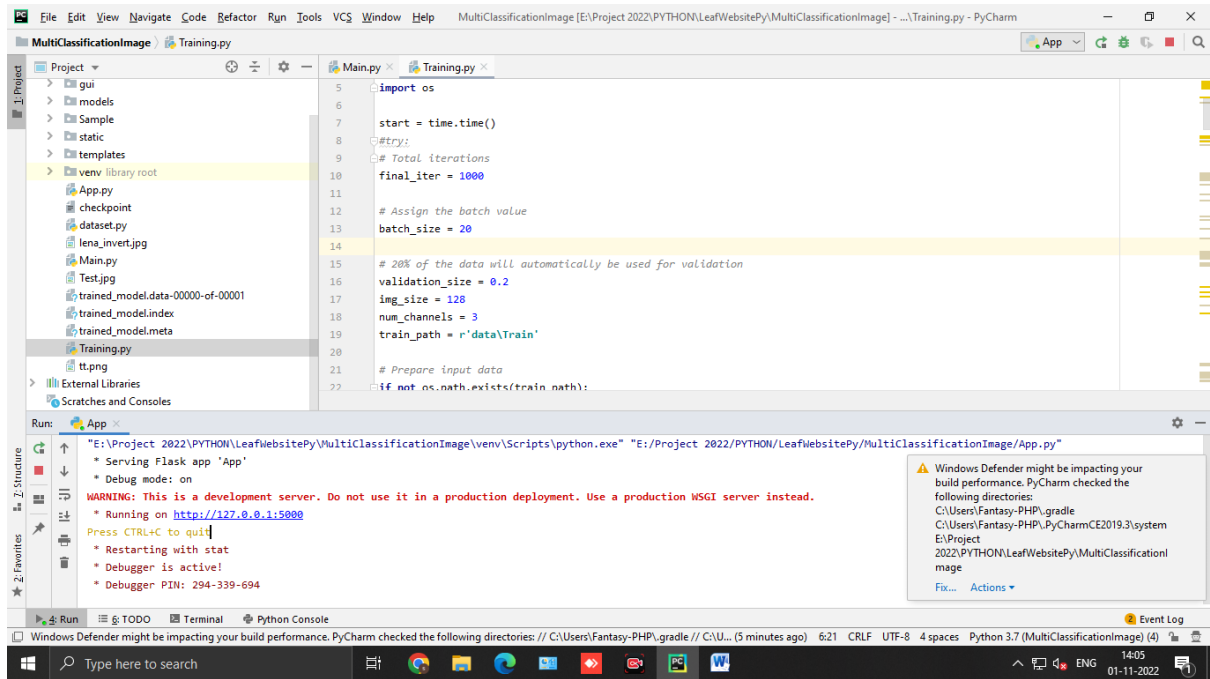 File Edit View Navigate Code Refactor Run Tools VCS Window Help MultiClassificationImage [E:\Project 2022\PYTHON\LeafWebsitePy\MultiClassificationImage] - ...\Training.py - PyCharm
MultiClassificationImage Training.py App
1: Project
Project
gui
models
Sample
static
templates
venv library root
App.py
checkpoint
dataset.py
lena_invert.jpg
Main.py
Test.jpg
trained_model.data-00000-of-00001
trained_model.index
trained_model.meta
Training.py
tt.png
External Libraries
Scratches and Consoles
Main.py Training.py
5 import os
6
7 start = time.time()
8 #try:
9 # Total iterations
10 final_iter = 1000
11
12 # Assign the batch value
13 batch_size = 20
14
15 # 20% of the data will automatically be used for validation
16 validation_size = 0.2
17 img_size = 128
18 num_channels = 3
19 train_path = r'data\Train'
20
21 # Prepare input data
22 if not os.path.exists(train_path):
Run: App
7: Structure
2: Favorites
"E:\Project 2022\PYTHON\LeafWebsitePy\MultiClassificationImage\venv\Scripts\python.exe" "E:/Project 2022/PYTHON/LeafWebsitePy/MultiClassificationImage/App.py"
* Serving Flask app 'App'
* Debug mode: on
WARNING: This is a development server. Do not use it in a production deployment. Use a production WSGI server instead.
* Running on http://127.0.0.1:5000
Press CTRL+C to quit
* Restarting with stat
* Debugger is active!
* Debugger PIN: 294-339-694
Windows Defender might be impacting your
build performance. PyCharm checked the
following directories:
C:\Users\Fantasy-PHP\.gradle
C:\Users\Fantasy-PHP\.PyCharmCE2019.3\system
E:\Project
2022\PYTHON\LeafWebsitePy\MultiClassificationI
mage
Fix... Actions
4: Run 6: TODO Terminal Python Console 2 Event Log
Windows Defender might be impacting your build performance. PyCharm checked the following directories: // C:\Users\Fantasy-PHP\.gradle // C:\U... (5 minutes ago) 6:21 CRLF UTF-8 4 spaces Python 3.7 (MultiClassificationImage) (4)
Type here to search
ENG
14:05
01-11-2022
1